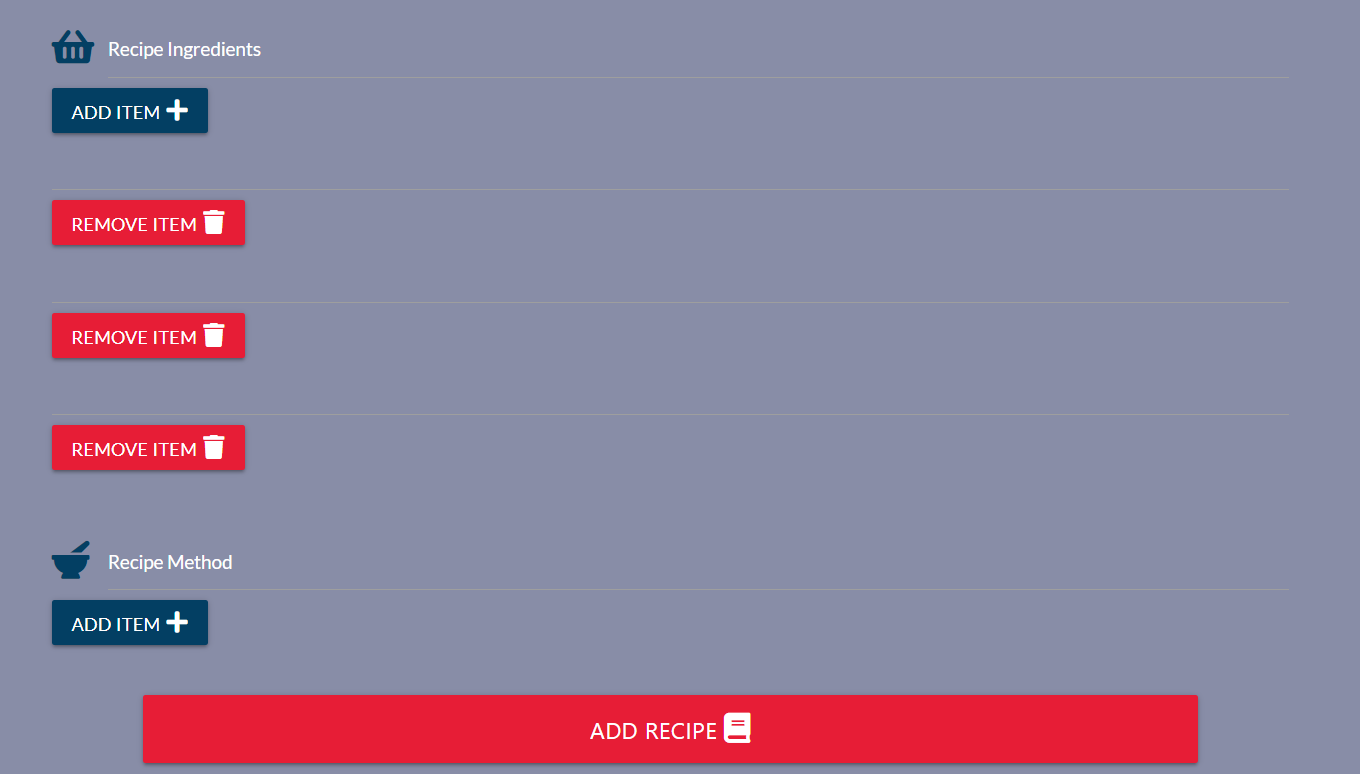 Recipe Ingredients
ADD ITEM
REMOVE ITEM
REMOVE ITEM
REMOVE ITEM
Recipe Method
ADD ITEM
ADD RECIPE